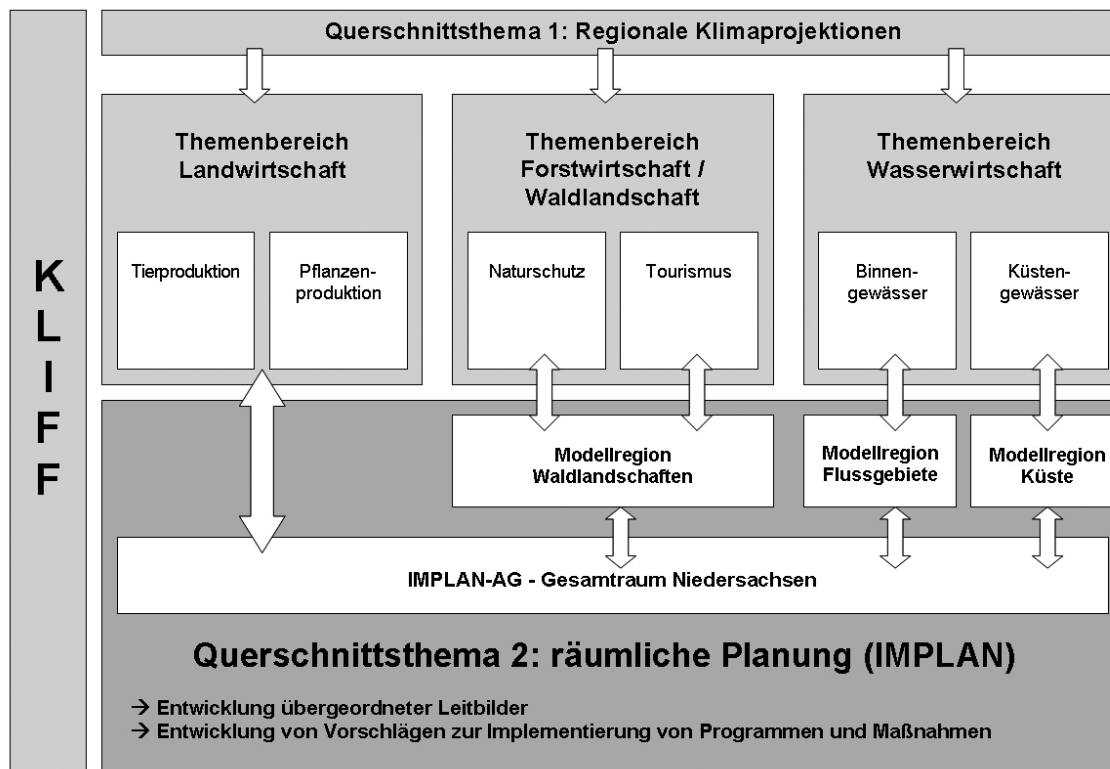 K
L
I
F
F
Querschnittsthema 1: Regionale Klimaprojektionen
Themenbereich
Landwirtschaft
Tierproduktion
Pflanzen-
produktion
Themenbereich
Forstwirtschaft /
Waldlandschaft
Naturschutz
Tourismus
Themenbereich
Wasserwirtschaft
Binnen-
gewässer
Küsten-
gewässer
Modellregion
Waldlandschaften
Modellregion
Flussgebiete
Modellregion
Küste
IMPLAN-AG - Gesamtraum Niedersachsen
Querschnittsthema 2: räumliche Planung (IMPLAN)
→ Entwicklung übergeordneter Leitbilder
→ Entwicklung von Vorschlägen zur Implementierung von Programmen und Maßnahmen